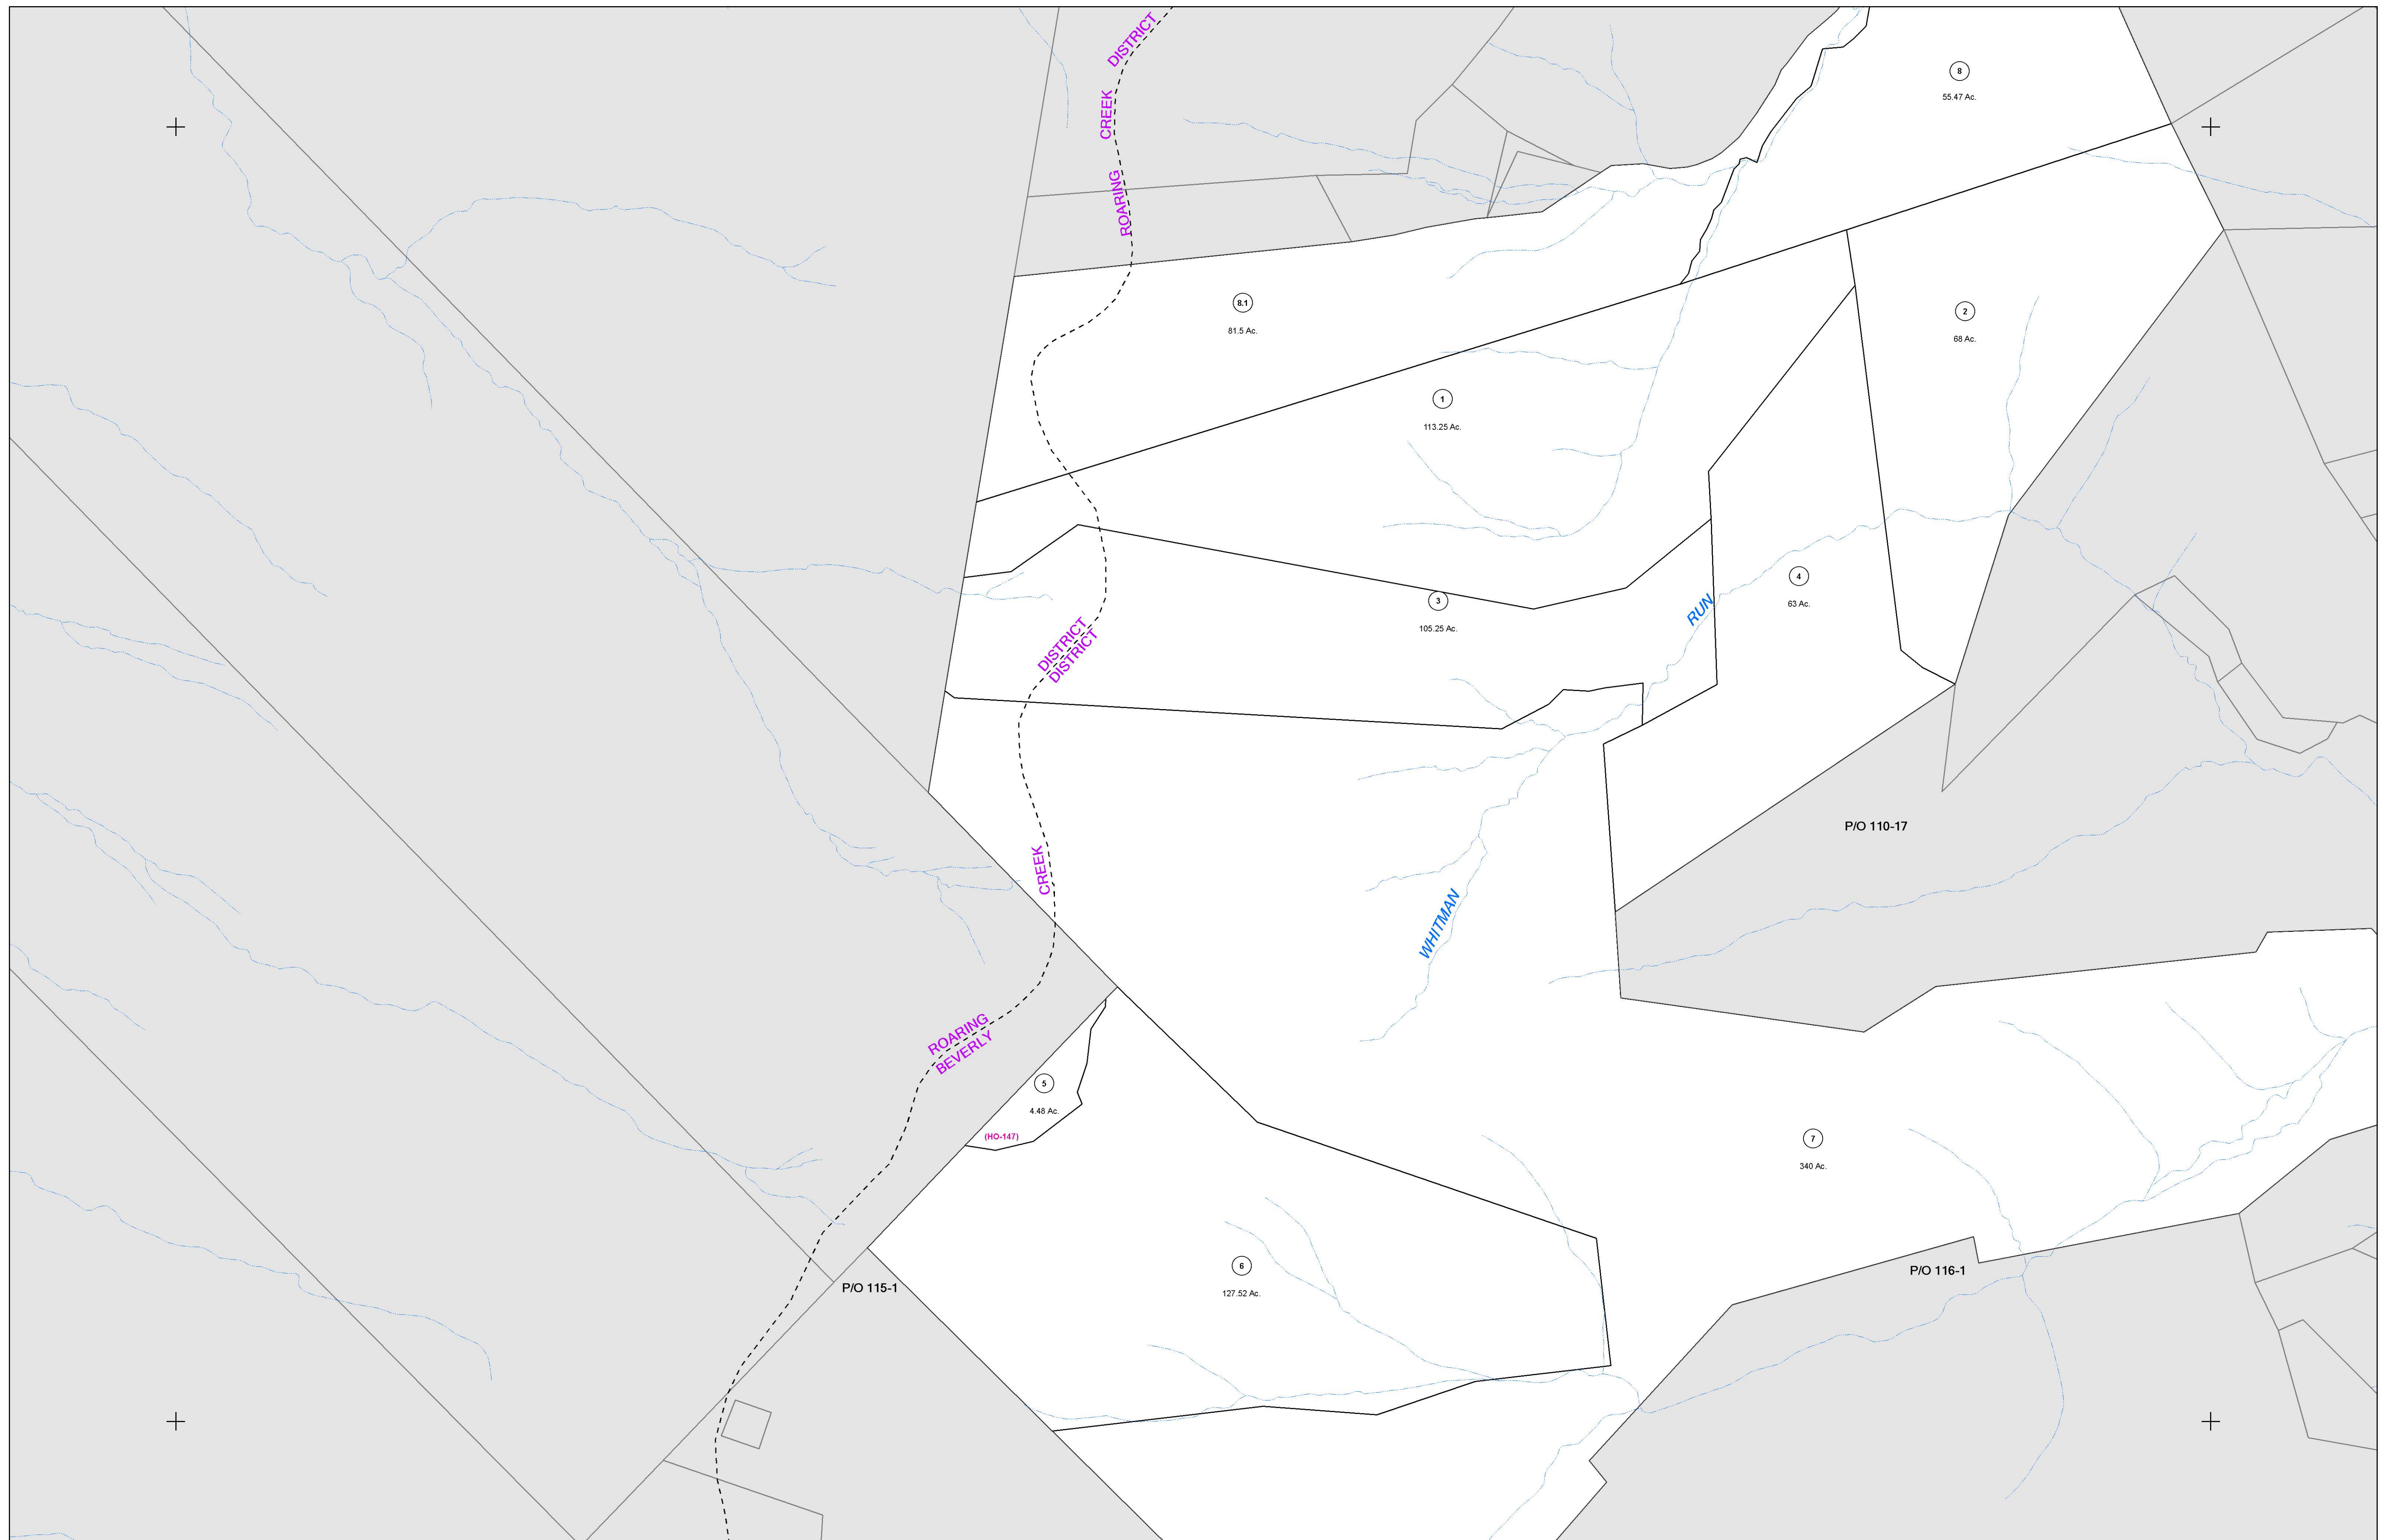 DISTRICT
CREEK
ROARING
8
55.47 Ac.
8.1
81.5 Ac.
2
68 Ac.
1
113.25 Ac.
4
63 Ac.
3
105.25 Ac.
RUN
DISTRICT
DISTRICT
P/O 110-17
CREEK
WHITMAN
ROARING
BEVERLY
5
4.48 Ac.
(HO-147)
7
340 Ac.
6
127.52 Ac.
P/O 116-1
P/O 115-1